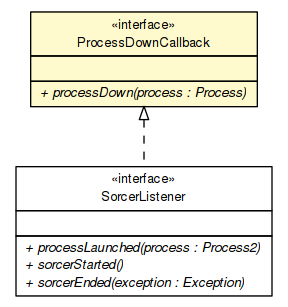 «interface»
ProcessDownCallback
+ processDown(process : Process)
«interface»
SorcerListener
+ processLaunched(process : Process2)
+ sorcerStarted()
+ sorcerEnded(exception : Exception)